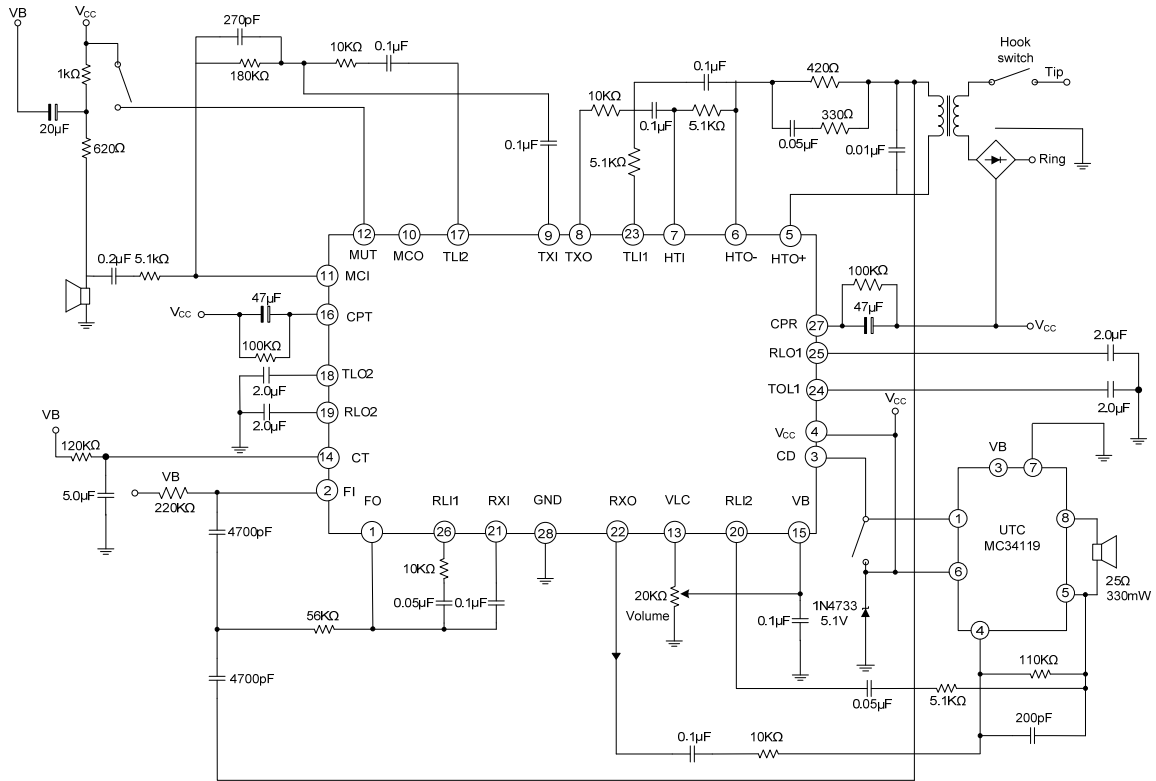 VB
VCC
270pF
Hook
switch
Tip
10KΩ
0.1µF
180KΩ
1kΩ
20µF
620Ω
0.1µF
0.1µF
420Ω
10KΩ
0.1µF
5.1KΩ
330Ω
0.05µF
0.01µF
5.1KΩ
Ring
12
10
17
9
8
23
7
6
5
MUT
MCO
TLI2
TXI
TXO
TLI1
HTI
HTO-
HTO+
0.2µF
5.1kΩ
11
MCI
VCC
47µF
16
CPT
100KΩ
100KΩ
47µF
CPR
27
VCC
RLO1
25
2.0µF
18
TLO2
2.0µF
TOL1
24
2.0µF
19
RLO2
2.0µF
VCC
VB
120KΩ
VCC
4
14
CT
CD
3
5.0µF
VB
220KΩ
2
FI
VB
3
7
FO
RLI1
RXI
GND
RXO
VLC
RLI2
VB
1
26
21
28
22
13
20
15
1
8
UTC
MC34119
6
5
4
25Ω
330mW
4700pF
10KΩ
0.05µF
0.1µF
20KΩ
Volume
0.1µF
1N4733
5.1V
56KΩ
4700pF
110KΩ
0.05µF
5.1KΩ
200pF
0.1µF
10KΩ